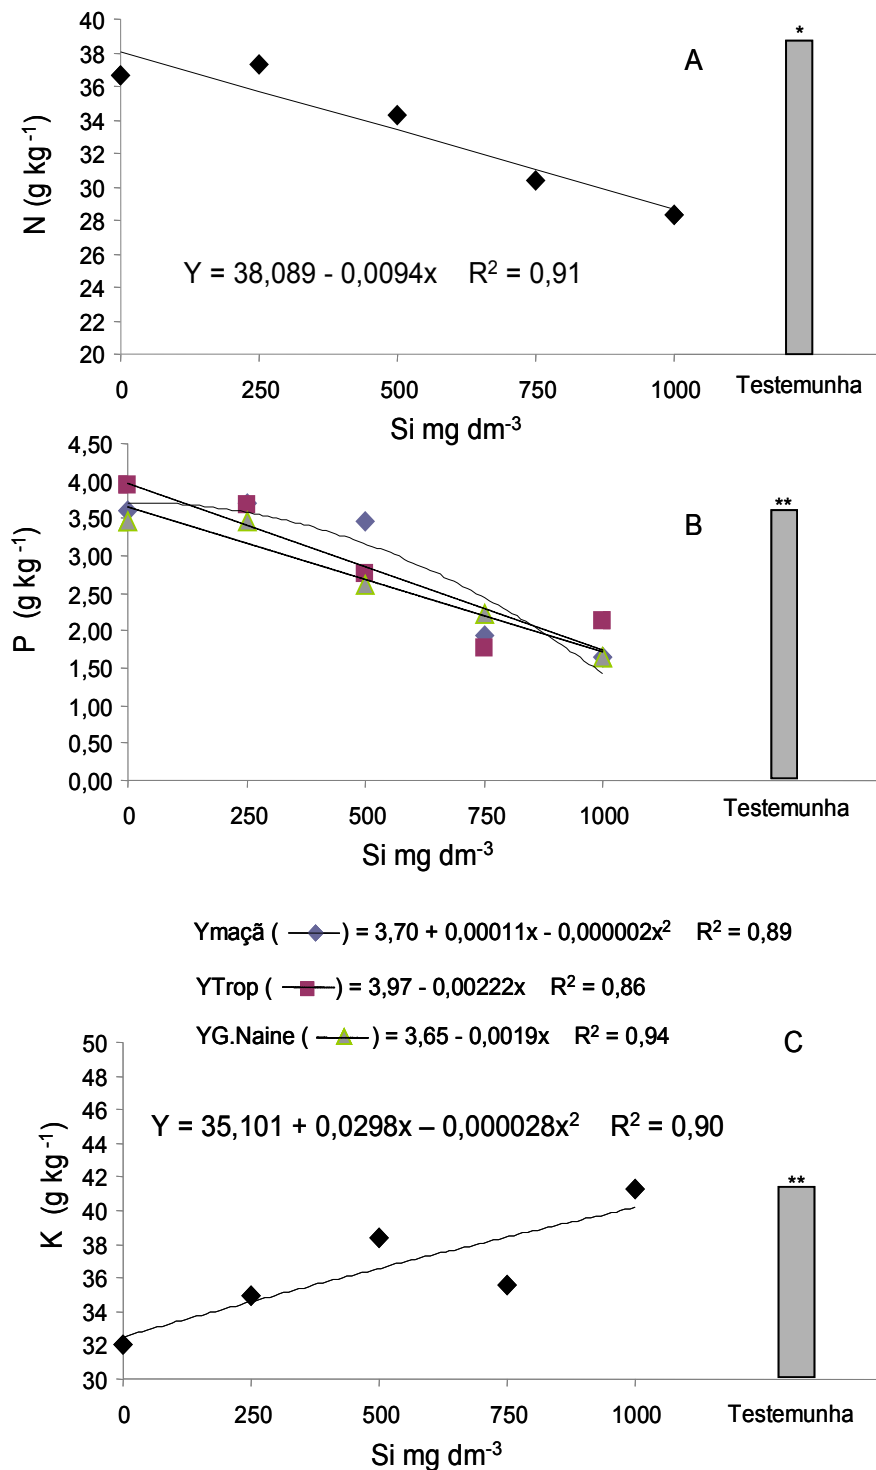 40
38
36
34
32
30
28
26
24
22
20
N (g kg⁻¹)
A
*
Y = 38,089 - 0,0094x R² = 0,91
0 250 500 750 1000 Testemunha
Si mg dm⁻³
4,50
4,00
3,50
3,00
2,50
2,00
1,50
1,00
0,50
0,00
P (g kg⁻¹)
B
**
0 250 500 750 1000 Testemunha
Si mg dm⁻³
Ymaçã ( ) = 3,70 + 0,00011x - 0,000002x² R² = 0,89
YTrop ( ) = 3,97 - 0,00222x R² = 0,86
YG.Naine ( ) = 3,65 - 0,0019x R² = 0,94
50
48
46
44
42
40
38
36
34
32
30
K (g kg⁻¹)
C
Y = 35,101 + 0,0298x – 0,000028x² R² = 0,90
**
0 250 500 750 1000 Testemunha
Si mg dm⁻³